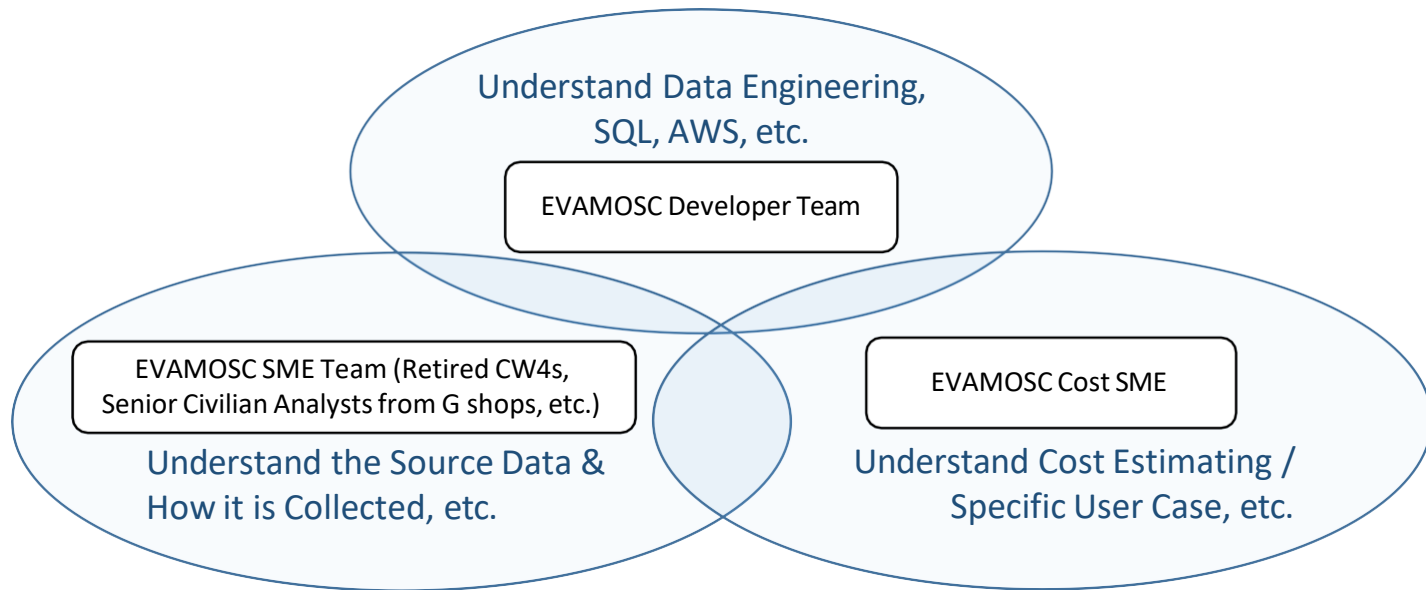 Understand Data Engineering,
SQL, AWS, etc.
EVAMOSC Developer Team
EVAMOSC SME Team (Retired CW4s,
Senior Civilian Analysts from G shops, etc.)
Understand the Source Data &
How it is Collected, etc.
EVAMOSC Cost SME
Understand Cost Estimating /
Specific User Case, etc.